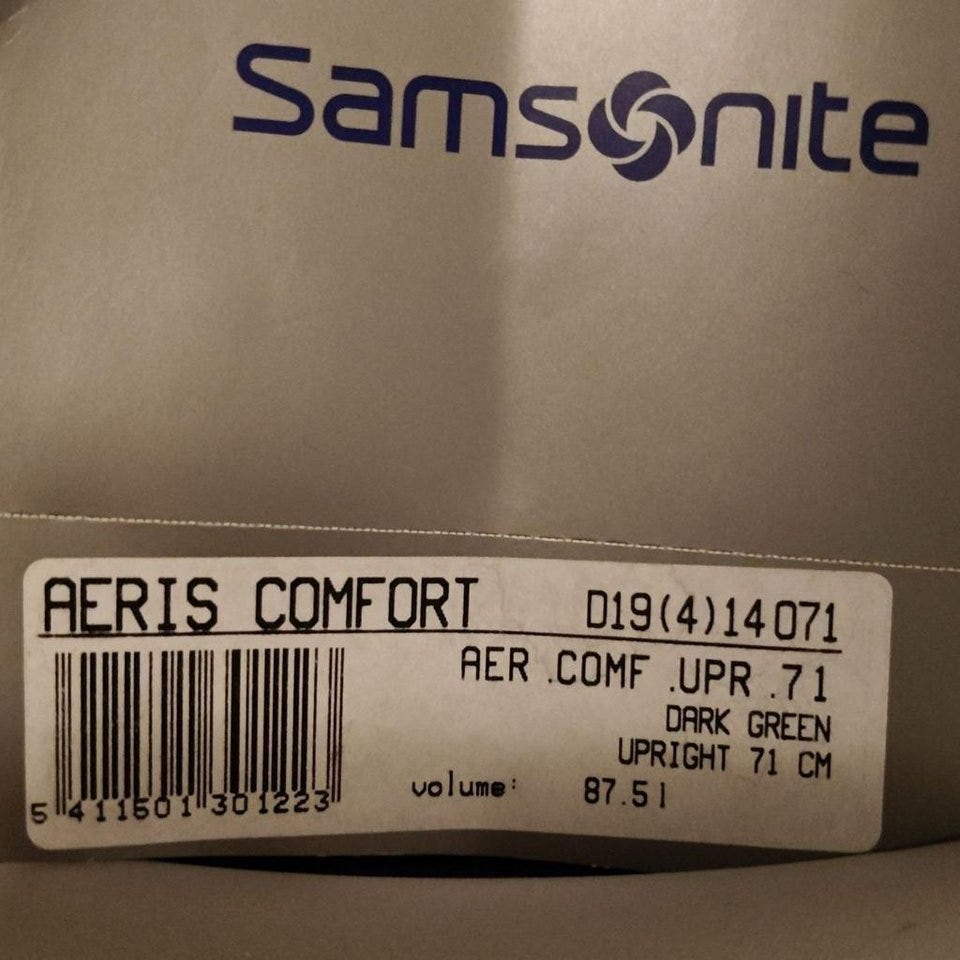 Samsonite
AERIS COMFORT D19(4)14071
AER.COMF.UPR.71
DARK GREEN
UPRIGHT 71 CM
volume: 87.5l
5 411501 301223